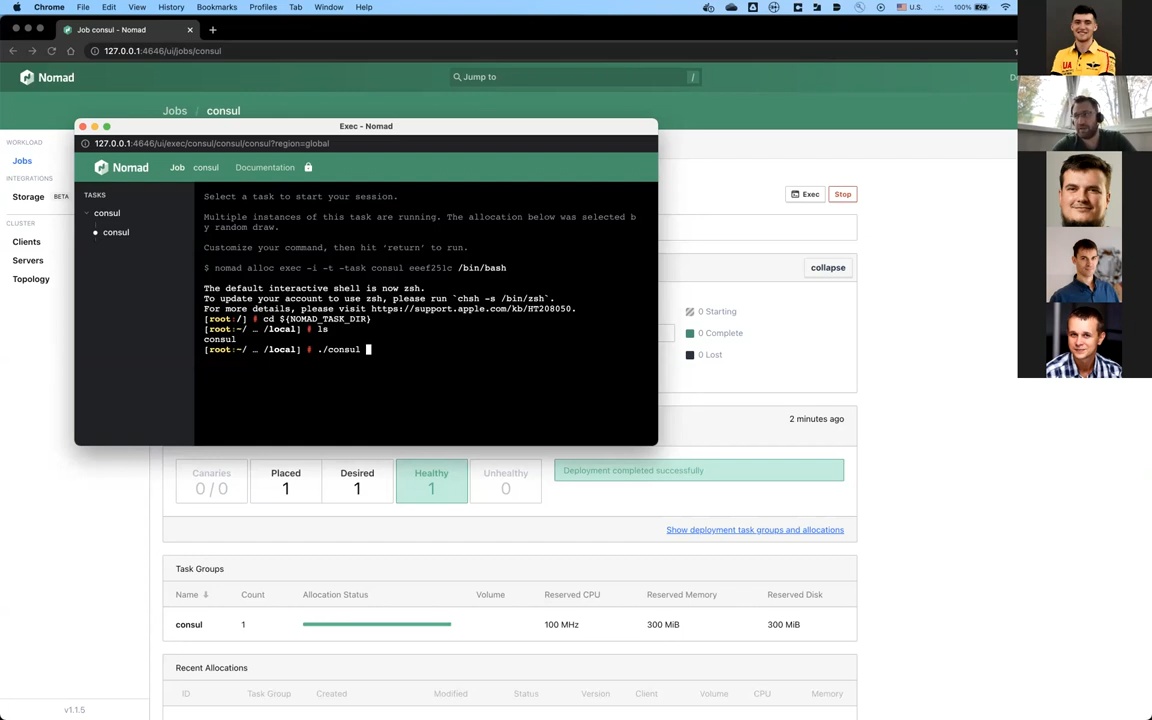 Chrome File Edit View History Bookmarks Profiles Tab Window Help U.S. 100%
Job consul - Nomad
127.0.0.1:4646/ui/jobs/consul
Nomad Jump to /
Jobs / consul
WORKLOAD
Jobs
INTEGRATIONS
Storage BETA
CLUSTER
Clients
Servers
Topology
v1.1.5
Exec - Nomad
127.0.0.1:4646/ui/exec/consul/consul/consul?region=global
Nomad Job consul Documentation
TASKS
consul
consul
Select a task to start your session.
Multiple instances of this task are running. The allocation below was selected b
y random draw.
Customize your command, then hit ‘return’ to run.
$ nomad alloc exec -i -t -task consul eeef251c /bin/bash
The default interactive shell is now zsh.
To update your account to use zsh, please run `chsh -s /bin/zsh`.
For more details, please visit https://support.apple.com/kb/HT208050.
[root:/] # cd ${NOMAD_TASK_DIR}
[root:~/ … /local] # ls
consul
[root:~/ … /local] # ./consul
Exec Stop
collapse
0 Starting
0 Complete
0 Lost
2 minutes ago
Canaries Placed Desired Healthy Unhealthy
0 / 0 1 1 1 0
Deployment completed successfully
Show deployment task groups and allocations
Task Groups
Name Count Allocation Status Volume Reserved CPU Reserved Memory Reserved Disk
consul 1 100 MHz 300 MiB 300 MiB
Recent Allocations
ID Task Group Created Modified Status Version Client Volume CPU Memory
UA